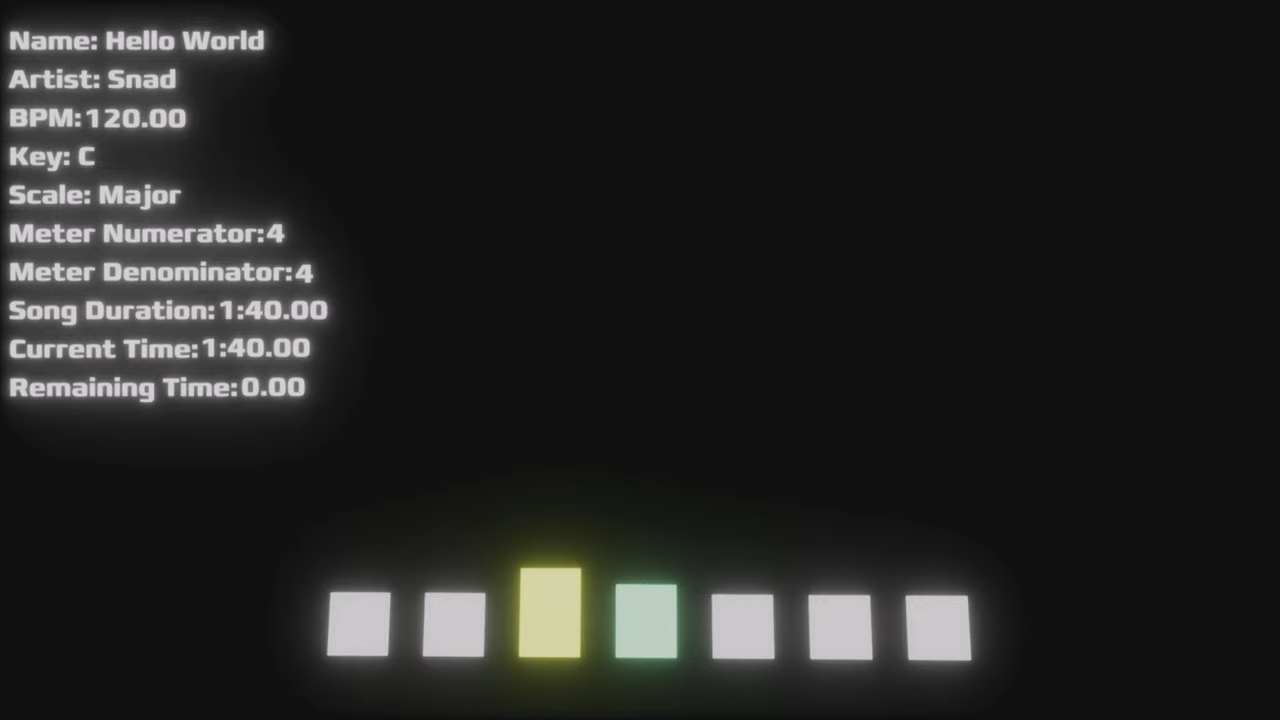 Name: Hello World
Artist: Snad
BPM:120.00
Key: C
Scale: Major
Meter Numerator:4
Meter Denominator:4
Song Duration:1:40.00
Current Time:1:40.00
Remaining Time:0.00